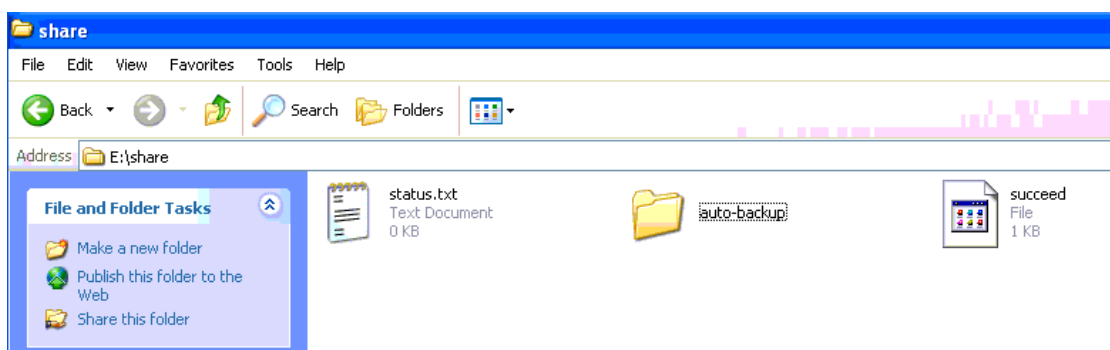 share
File Edit View Favorites Tools Help
Back Search Folders
Address E:\share
File and Folder Tasks
Make a new folder
Publish this folder to the
Web
Share this folder
status.txt
Text Document
0 KB
auto-backup
succeed
File
1 KB